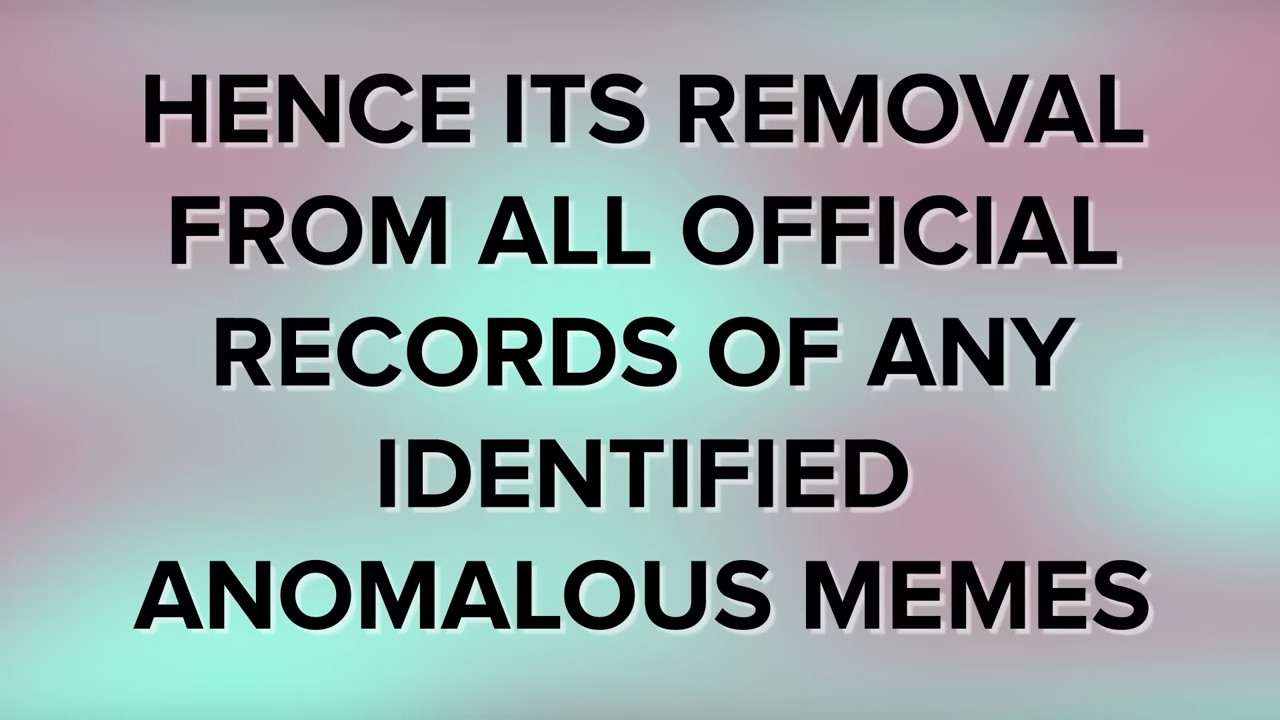 HENCE ITS REMOVAL
FROM ALL OFFICIAL
RECORDS OF ANY
IDENTIFIED
ANOMALOUS MEMES